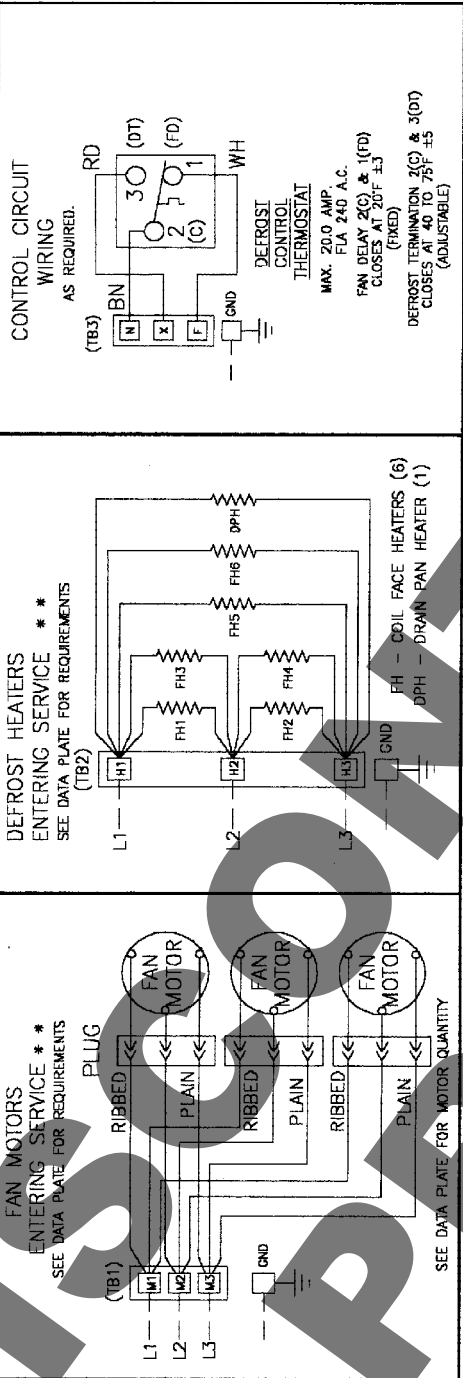 FAN MOTORS
ENTERING SERVICE * *
SEE DATA PLATE FOR REQUIREMENTS
PLUG
(TB1)
L1
L2
L3
M1
M2
M3
GND
RIBBED
PLAIN
RIBBED
PLAIN
RIBBED
PLAIN
FAN
MOTOR
FAN
MOTOR
FAN
MOTOR
SEE DATA PLATE FOR MOTOR QUANTITY
DEFROST HEATERS
ENTERING SERVICE * *
SEE DATA PLATE FOR REQUIREMENTS
(TB2)
L1
L2
L3
H1
H2
H3
GND
FH1
FH3
FH2
FH4
FH5
FH6
DPH
FH - COIL FACE HEATERS (6)
DPH - DRAIN PAN HEATER (1)
CONTROL CIRCUIT
WIRING
AS REQUIRED.
(TB3)
BN
RD
N
X
F
GND
3 (DT)
2
(C)
(FD)
1
WH
DEFROST
CONTROL
THERMOSTAT
MAX. 20.0 AMP.
FLA 240 A.C.
FAN DELAY 2(C) & 1(FD)
CLOSES AT 20°F ±3
(FIXED)
DEFROST TERMINATION 2(C) & 3(DT)
CLOSES AT 40 TO 75°F ±5
(ADJUSTABLE)